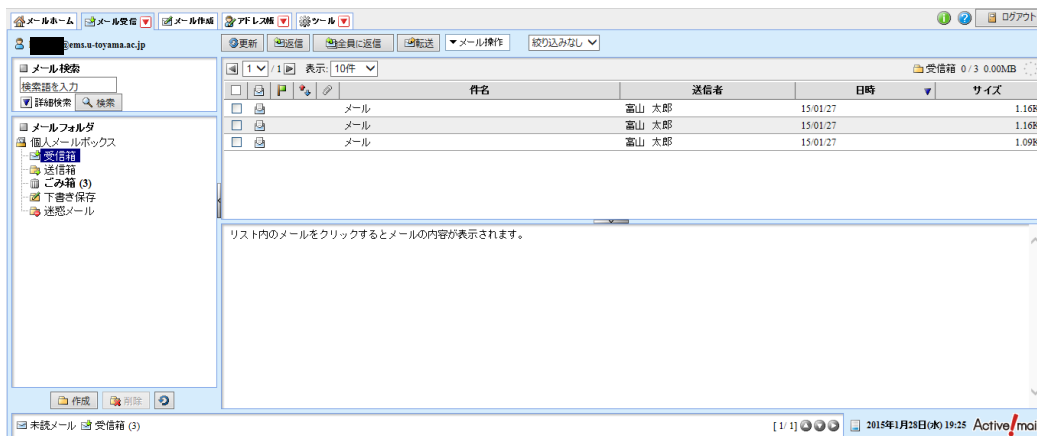 メールホーム メール受信 メール作成 アドレス帳 ツール ログアウト
@ems.u-toyama.ac.jp 更新 返信 全員に返信 転送 ▼メール操作 絞り込みなし
メール検索 1 / 1 表示: 10件 受信箱 0 / 3 0.00MB
検索語を入力
▼詳細検索 検索
件名 送信者 日時 ▼ サイズ
メール 富山 太郎 15/01/27 1.16K
メール 富山 太郎 15/01/27 1.16K
メール 富山 太郎 15/01/27 1.09K
メールフォルダ
個人メールボックス
受信箱
送信箱
ごみ箱 (3)
下書き保存
迷惑メール
リスト内のメールをクリックするとメールの内容が表示されます。
作成 削除
未読メール 受信箱 (3) [ 1/ 1] 2015年1月28日(水) 19:25 Active! mai